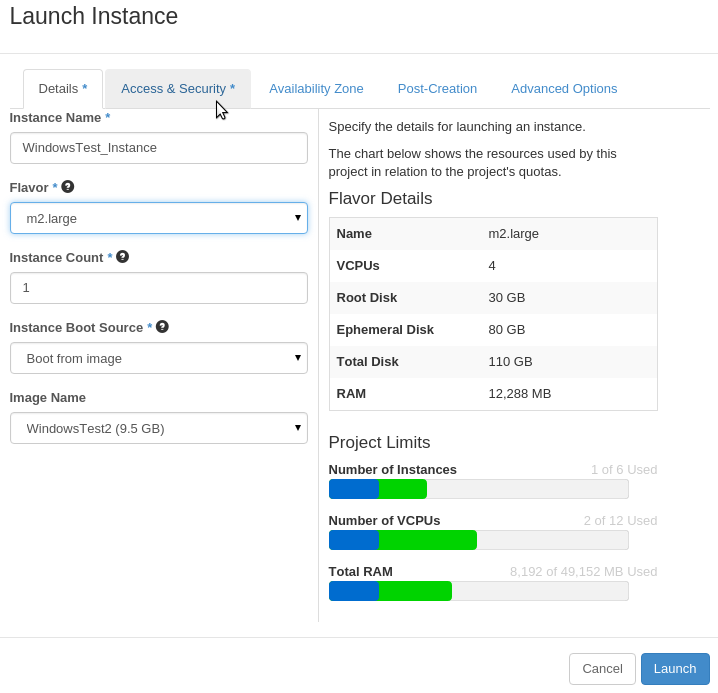 Launch Instance
Details *
Access & Security *
Availability Zone
Post-Creation
Advanced Options
Instance Name *
WindowsTest_Instance
Flavor * ?
m2.large
Instance Count * ?
1
Instance Boot Source * ?
Boot from image
Image Name
WindowsTest2 (9.5 GB)
Specify the details for launching an instance.
The chart below shows the resources used by this
project in relation to the project's quotas.
Flavor Details
Name m2.large
VCPUs 4
Root Disk 30 GB
Ephemeral Disk 80 GB
Total Disk 110 GB
RAM 12,288 MB
Project Limits
Number of Instances 1 of 6 Used
Number of VCPUs 2 of 12 Used
Total RAM 8,192 of 49,152 MB Used
Cancel
Launch